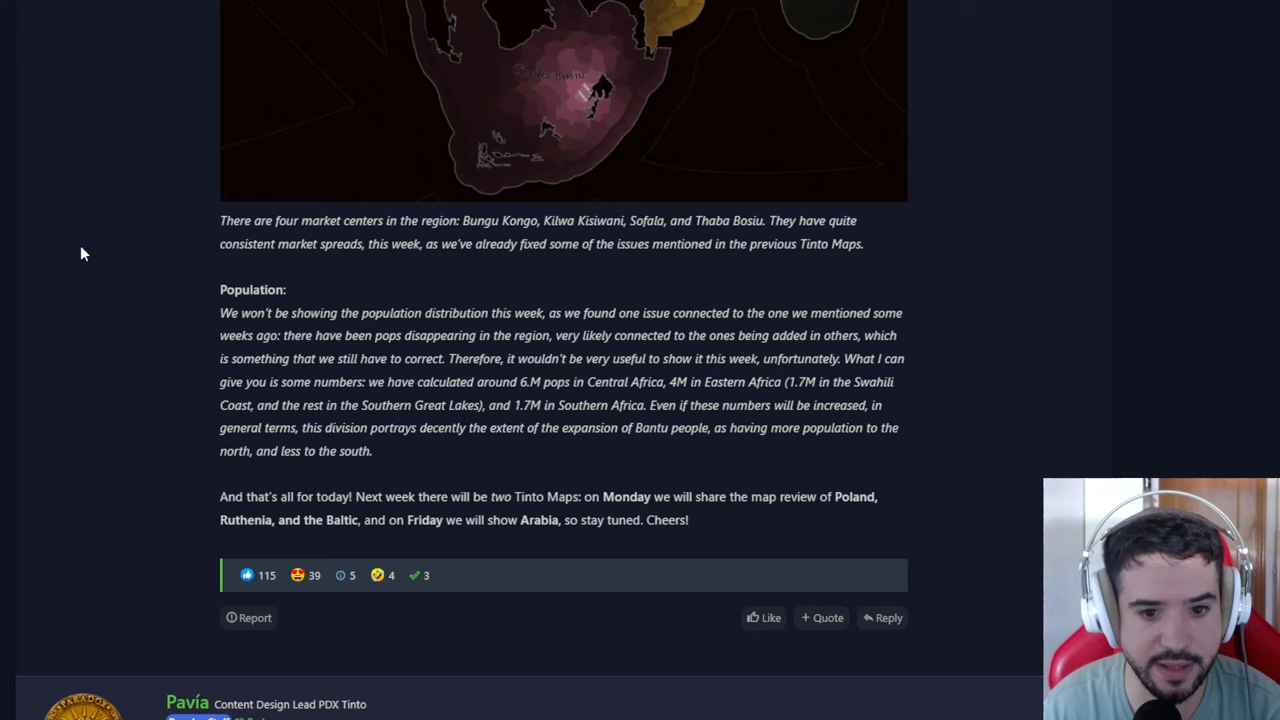 Thaba Bosiu
There are four market centers in the region: Bungu Kongo, Kilwa Kisiwani, Sofala, and Thaba Bosiu. They have quite
consistent market spreads, this week, as we've already fixed some of the issues mentioned in the previous Tinto Maps.
Population:
We won't be showing the population distribution this week, as we found one issue connected to the one we mentioned some
weeks ago: there have been pops disappearing in the region, very likely connected to the ones being added in others, which
is something that we still have to correct. Therefore, it wouldn't be very useful to show it this week, unfortunately. What I can
give you is some numbers: we have calculated around 6.M pops in Central Africa, 4M in Eastern Africa (1.7M in the Swahili
Coast, and the rest in the Southern Great Lakes), and 1.7M in Southern Africa. Even if these numbers will be increased, in
general terms, this division portrays decently the extent of the expansion of Bantu people, as having more population to the
north, and less to the south.
And that's all for today! Next week there will be two Tinto Maps: on Monday we will share the map review of Poland,
Ruthenia, and the Baltic, and on Friday we will show Arabia, so stay tuned. Cheers!
115 39 5 4 3
Report Like + Quote Reply
Pavía Content Design Lead PDX Tinto
PARADOX